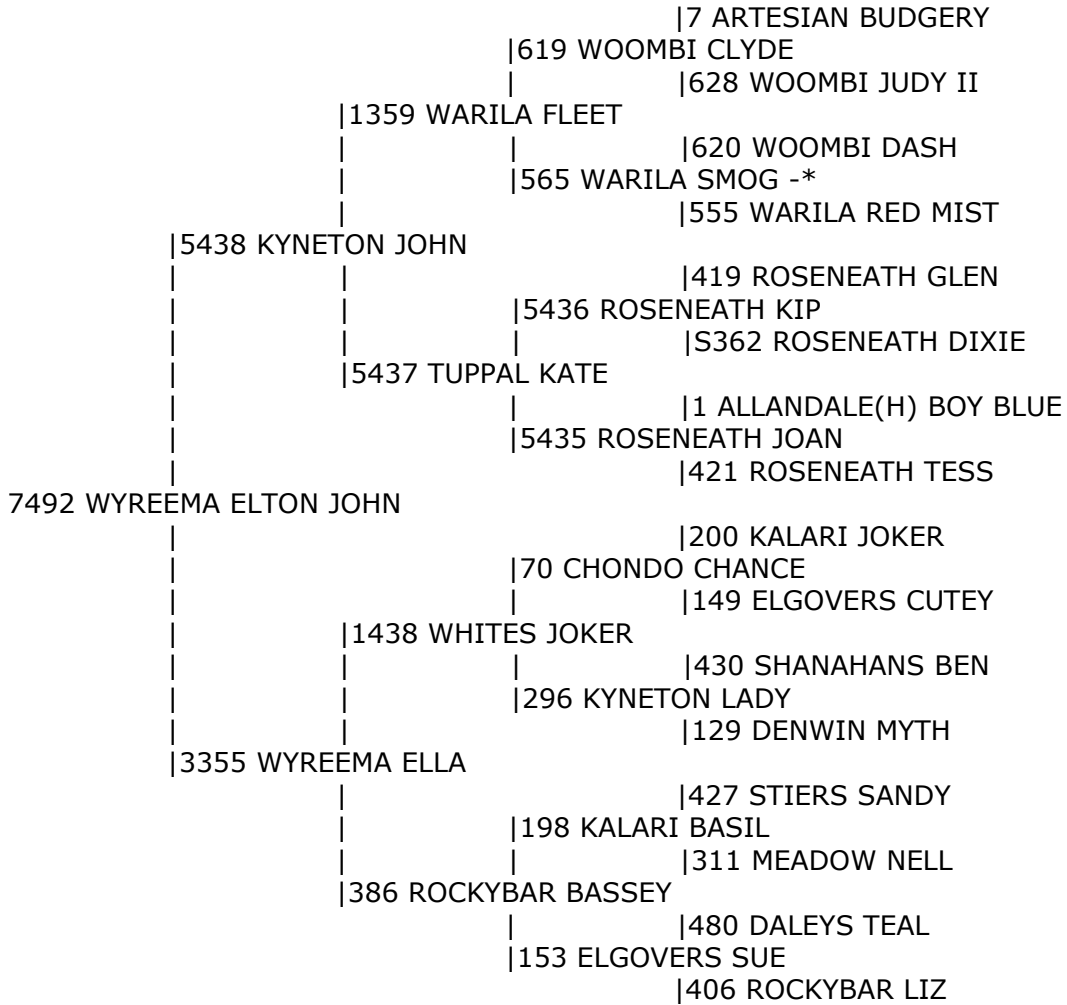 |7 ARTESIAN BUDGERY
|619 WOOMBI CLYDE
| |628 WOOMBI JUDY II
|1359 WARILA FLEET
| | |620 WOOMBI DASH
| |565 WARILA SMOG -*
| |555 WARILA RED MIST
|5438 KYNETON JOHN
| | |419 ROSENEATH GLEN
| | |5436 ROSENEATH KIP
| | | |S362 ROSENEATH DIXIE
| |5437 TUPPAL KATE
| | |1 ALLANDALE(H) BOY BLUE
| |5435 ROSENEATH JOAN
| |421 ROSENEATH TESS
7492 WYREEMA ELTON JOHN
| |200 KALARI JOKER
| |70 CHONDO CHANCE
| | |149 ELGOVERS CUTEY
| |1438 WHITES JOKER
| | | |430 SHANAHANS BEN
| | |296 KYNETON LADY
| | |129 DENWIN MYTH
|3355 WYREEMA ELLA
| |427 STIERS SANDY
| |198 KALARI BASIL
| | |311 MEADOW NELL
|386 ROCKYBAR BASSEY
| |480 DALEYS TEAL
|153 ELGOVERS SUE
|406 ROCKYBAR LIZ